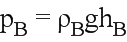 p_B = ρ_B g h_B